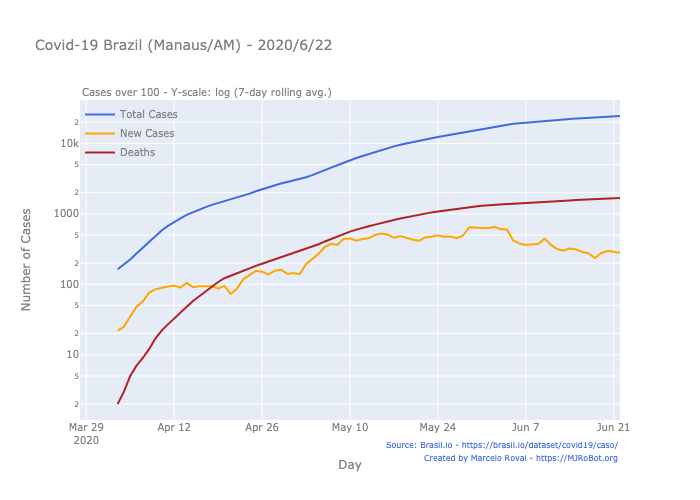 Covid-19 Brazil (Manaus/AM) - 2020/6/22
Cases over 100 - Y-scale: log (7-day rolling avg.)
Total Cases
New Cases
Deaths
Number of Cases
2
10k
5
2
1000
5
2
100
5
2
10
5
2
Mar 29
2020
Apr 12
Apr 26
May 10
May 24
Jun 7
Jun 21
Day
Source: Brasil.io - https://brasil.io/dataset/covid19/caso/
Created by Marcelo Rovai - https://MJRoBot.org